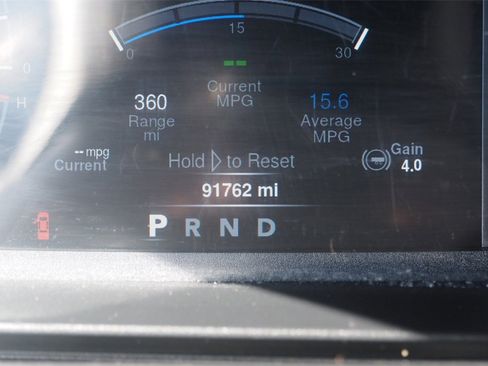 15
0
30
0
H
--
Current
MPG
360
Range
mi
15.6
Average
MPG
-- mpg
Current
Hold ▷ to Reset
Gain
4.0
91762 mi
P R N D